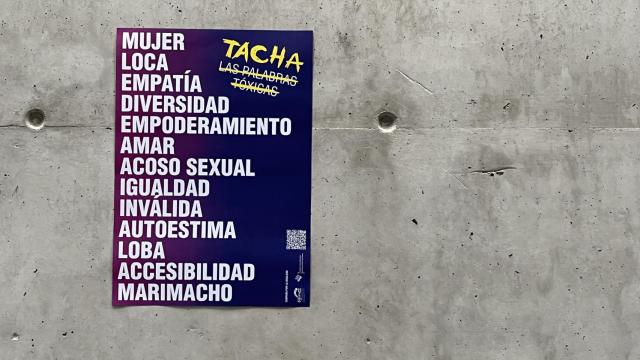 MUJER
LOCA
EMPATÍA
DIVERSIDAD
EMPODERAMIENTO
AMAR
ACOSO SEXUAL
IGUALDAD
INVÁLIDA
AUTOESTIMA
LOBA
ACCESIBILIDAD
MARIMACHO
TACHA
LAS PALABRAS
TÓXICAS